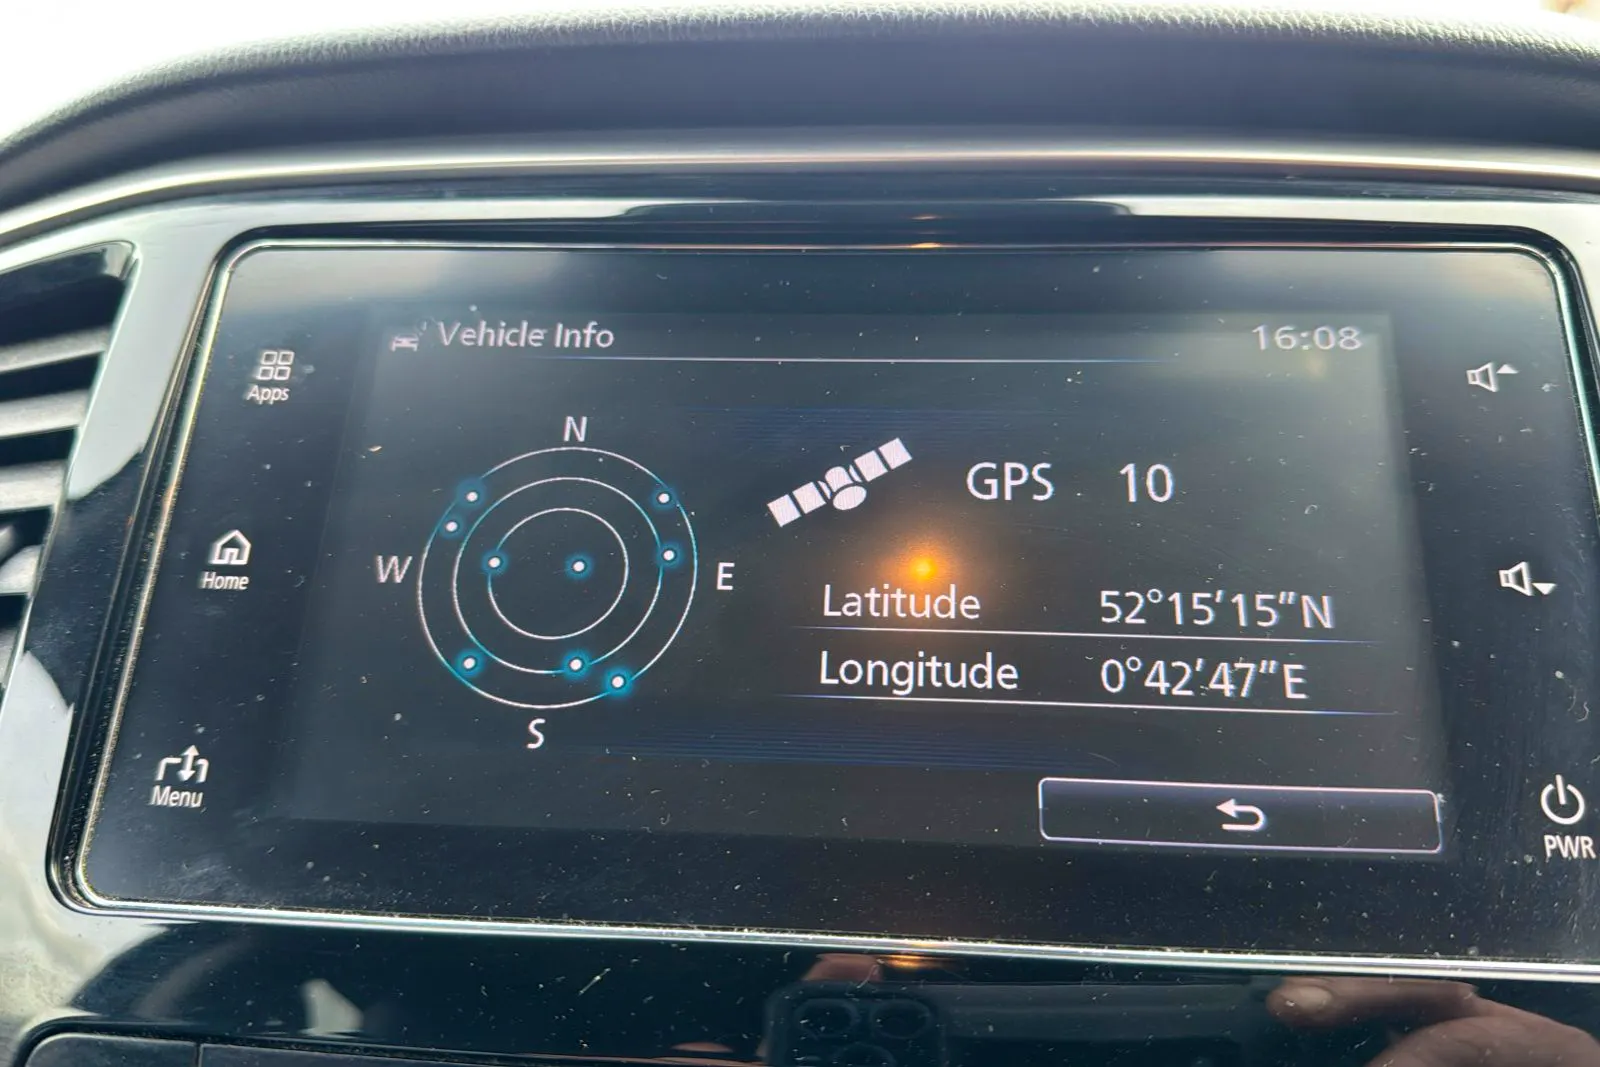 Vehicle Info 16:08
Apps
N
GPS 10
W E
Home
Latitude 52°15'15"N
Longitude 0°42'47"E
S
Menu
PWR